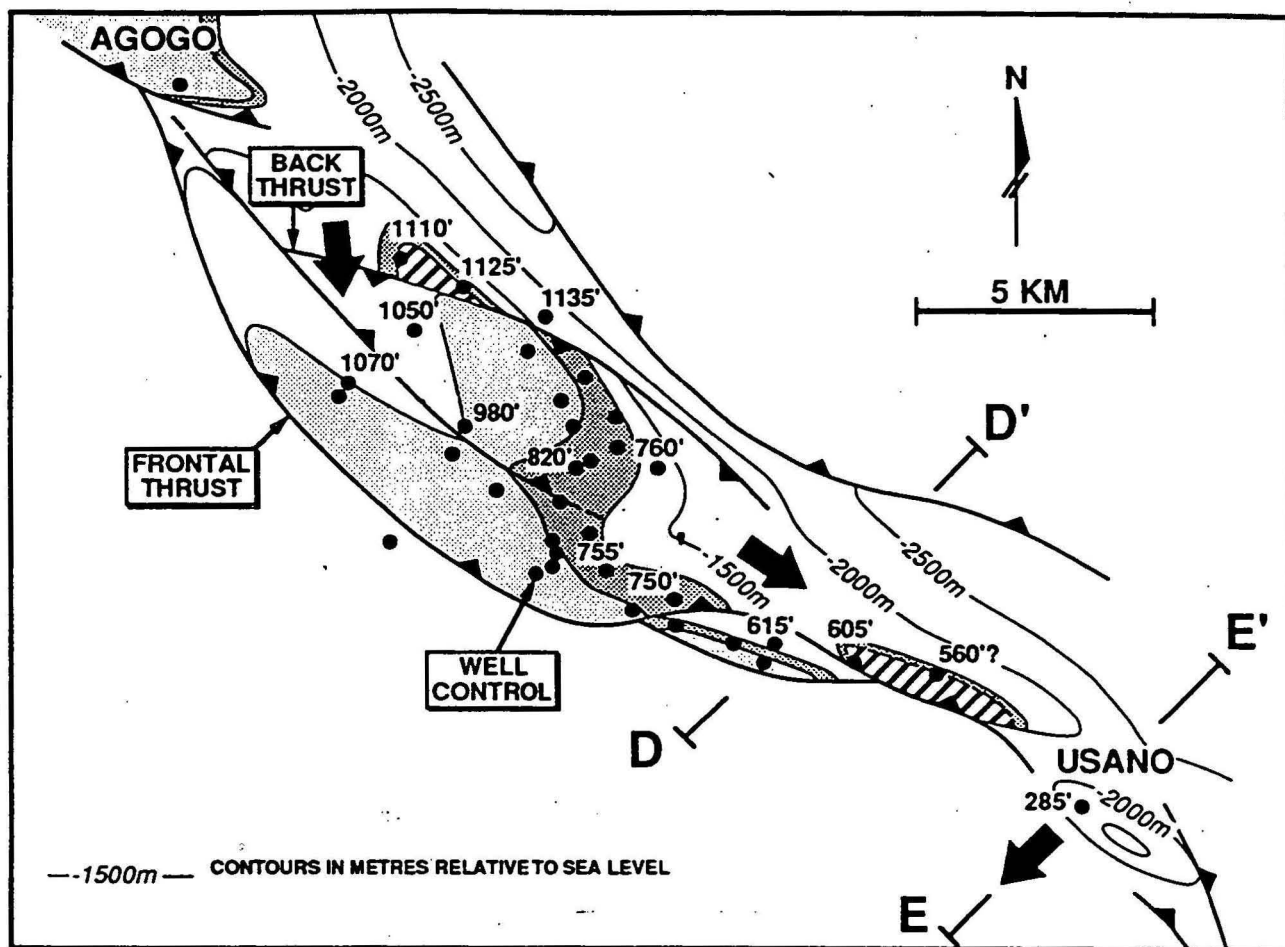 AGOGO
-2000m
-2500m
N
BACK
THRUST
1110'
1125'
1135'
5 KM
1050'
1070'
980'
D'
FRONTAL
THRUST
820'
760'
755'
750'
-1500m
-2000m
-2500m
WELL
CONTROL
615'
605'
560'?
E'
D
USANO
285'
-2000m
E
-1500m CONTOURS IN METRES RELATIVE TO SEA LEVEL